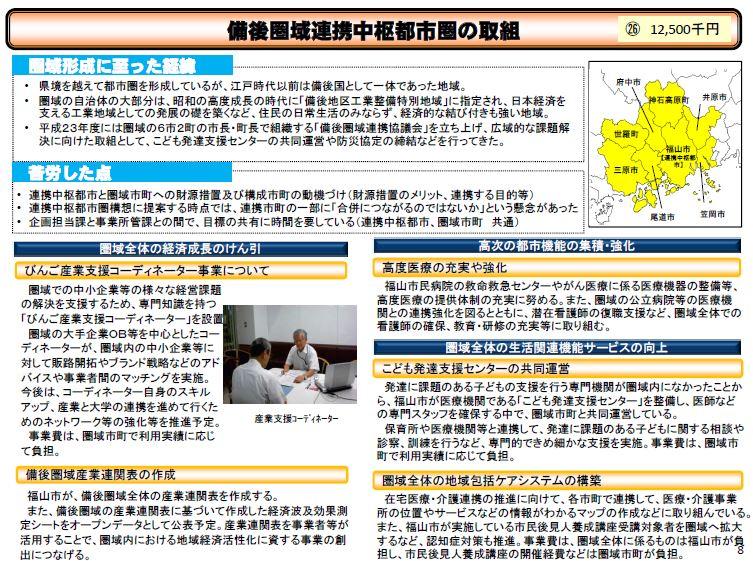 備後圏域連携中枢都市圏の取組
㉖ 12,500千円
圏域形成に至った経緯
• 県境を越えて都市圏を形成しているが、江戸時代以前は備後国として一体であった地域。
• 圏域の自治体の大部分は、昭和の高度成長の時代に「備後地区工業整備特別地域」に指定され、日本経済を
支える工業地域としての発展の礎を築くなど、住民の日常生活のみならず、経済的な結び付きも強い地域。
• 平成23年度には圏域の6市2町の市長・町長で組織する「備後圏域連携協議会」を立ち上げ、広域的な課題解
決に向けた取組として、こども発達支援センターの共同運営や防災協定の締結などを行ってきた。
苦労した点
• 連携中枢都市と圏域市町への財源措置及び構成市町の動機づけ（財源措置のメリット、連携する目的等）
• 連携中枢都市圏構想に提案する時点では、連携市町の一部に「合併につながるのではないか」という懸念があった
• 企画担当課と事業所管課との間で、目標の共有に時間を要している（連携中枢都市、圏域市町 共通）
府中市
神石高原町
井原市
世羅町
福山市
【連携中枢都
市】
三原市
尾道市
笠岡市
圏域全体の経済成長のけん引
びんご産業支援コーディネーター事業について
圏域での中小企業等の様々な経営課題
の解決を支援するため、専門知識を持つ
「びんご産業支援コーディネーター」を設置。
圏域の大手企業OB等を中心としたコー
ディネーターが、圏域内の中小企業等に
対して販路開拓やブランド戦略などのアド
バイスや事業者間のマッチングを実施。
今後は、コーディネーター自身のスキル
アップ、産業と大学の連携を進めて行くた
めのネットワーク等の強化等を推進予定。
事業費は、圏域市町で利用実績に応じ
て負担。
産業支援ｺｰﾃﾞｨﾈｰﾀｰ
備後圏域産業連関表の作成
福山市が、備後圏域全体の産業連関表を作成する。
また、備後圏域の産業連関表に基づいて作成した経済波及効果測
定シートをオープンデータとして公表予定。産業連関表を事業者等が
活用することで、圏域内における地域経済活性化に資する事業の創
出につなげる。
高次の都市機能の集積・強化
高度医療の充実や強化
福山市民病院の救命救急センターやがん医療に係る医療機器の整備等、
高度医療の提供体制の充実に努める。また、圏域の公立病院等の医療機
関との連携強化を図るとともに、潜在看護師の復職支援など、圏域全体での
看護師の確保、教育・研修の充実等に取り組む。
圏域全体の生活関連機能サービスの向上
こども発達支援センターの共同運営
発達に課題のある子どもの支援を行う専門機関が圏域内になかったことか
ら、福山市が医療機関である「こども発達支援センター」を整備し、医師など
の専門スタッフを確保する中で、圏域市町と共同運営している。
保育所や医療機関等と連携して、発達に課題のある子どもに関する相談や
診察、訓練を行うなど、専門的できめ細かな支援を実施。事業費は、圏域市
町で利用実績に応じて負担。
圏域全体の地域包括ケアシステムの構築
在宅医療・介護連携の推進に向けて、各市町で連携して、医療・介護事業
所の位置やサービスなどの情報がわかるマップの作成などに取り組んでいる。
また、福山市が実施している市民後見人養成講座受講対象者を圏域へ拡大
するなど、認知症対策も推進。事業費は、圏域全体に係るものは福山市が負
担し、市民後見人養成講座の開催経費などは圏域市町が負担。
8